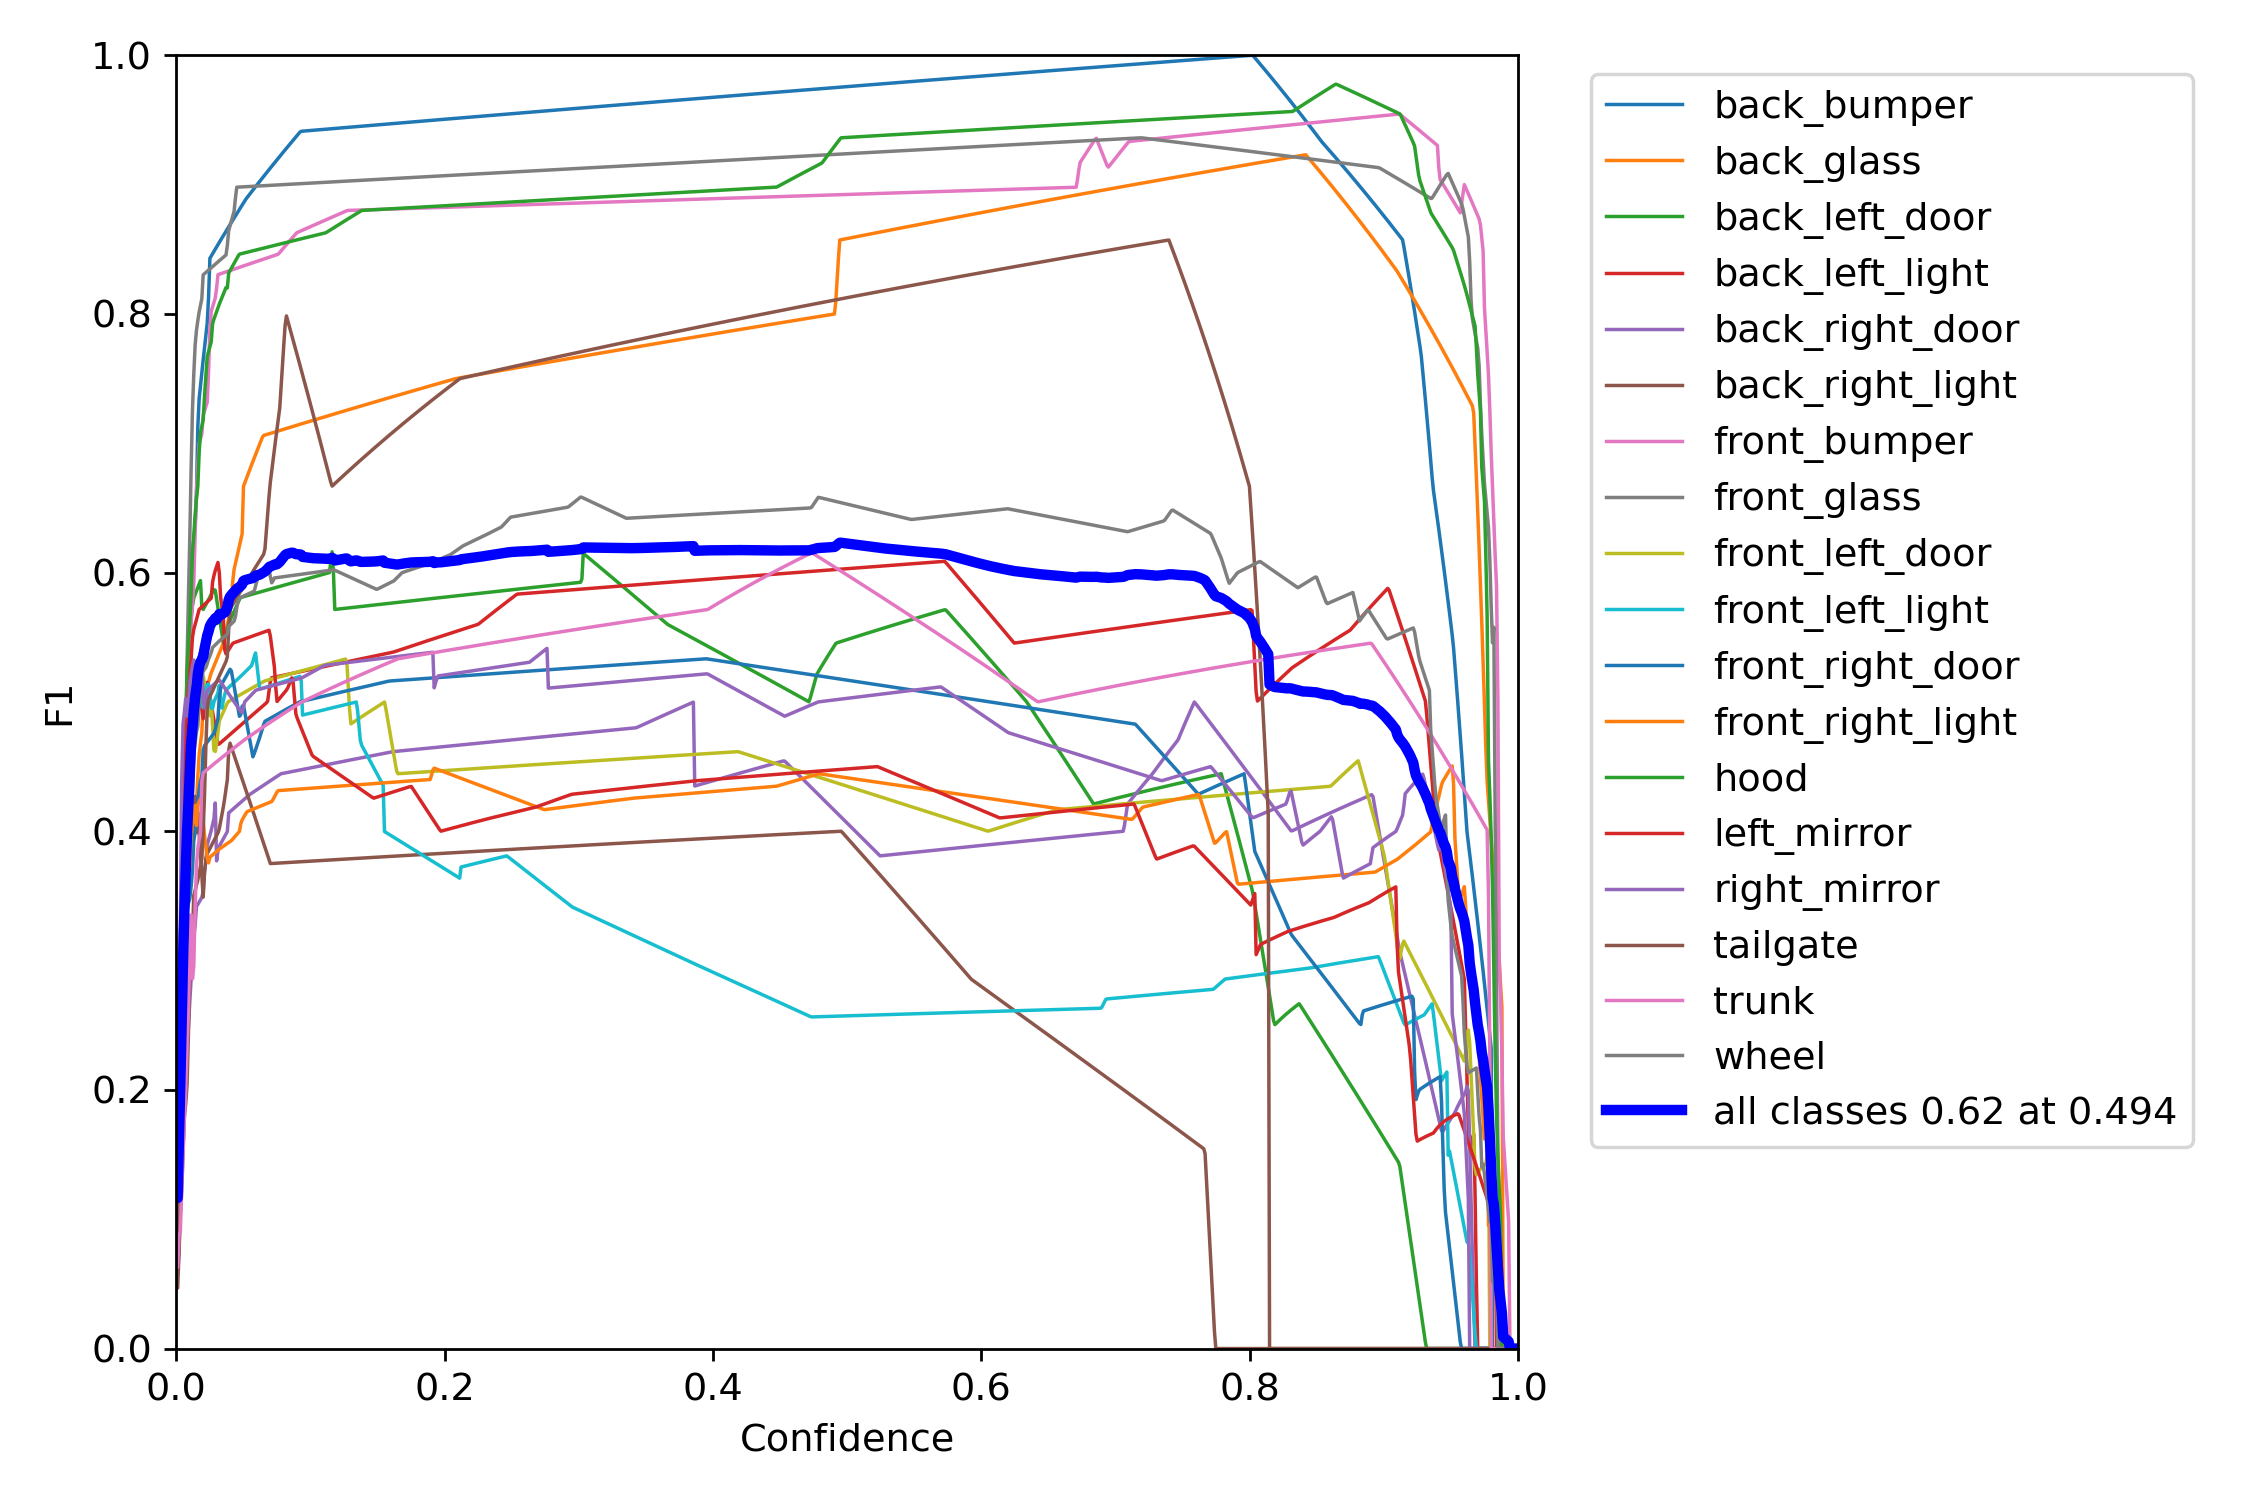 1.0
0.8
0.6
0.4
0.2
0.0
F1
0.0 0.2 0.4 0.6 0.8 1.0
Confidence
back_bumper
back_glass
back_left_door
back_left_light
back_right_door
back_right_light
front_bumper
front_glass
front_left_door
front_left_light
front_right_door
front_right_light
hood
left_mirror
right_mirror
tailgate
trunk
wheel
all classes 0.62 at 0.494